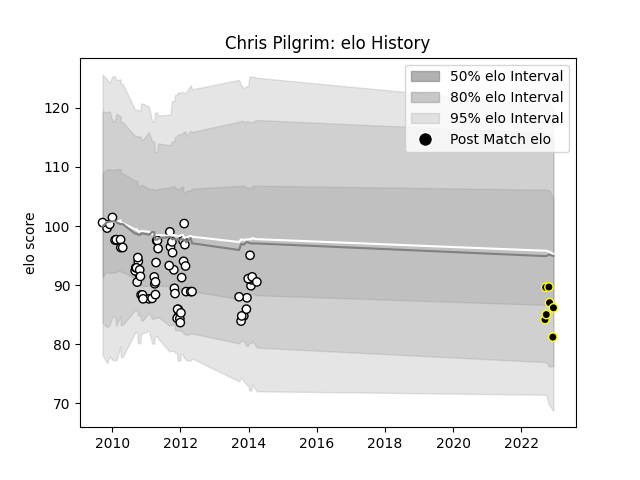 Chris Pilgrim: elo History
50% elo Interval
80% elo Interval
95% elo Interval
Post Match elo
elo score
120
110
100
90
80
70
2010 2012 2014 2016 2018 2020 2022